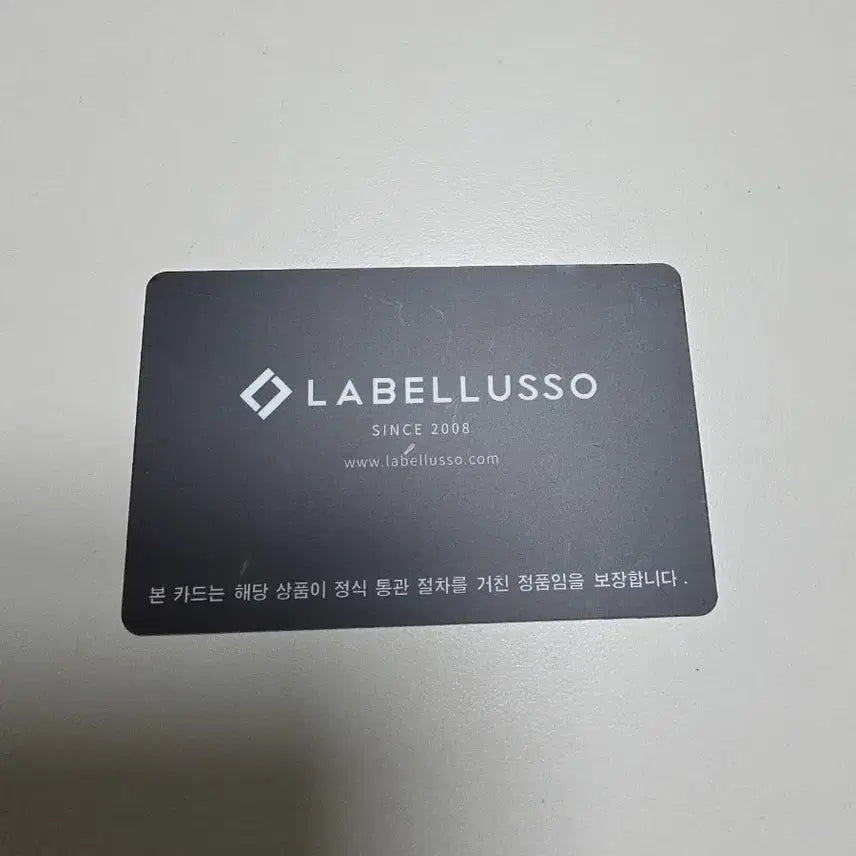 LABELLUSSO
SINCE 2008
www.labellusso.com
본 카드는 해당 상품이 정식 통관 절차를 거친 정품임을 보장합니다.